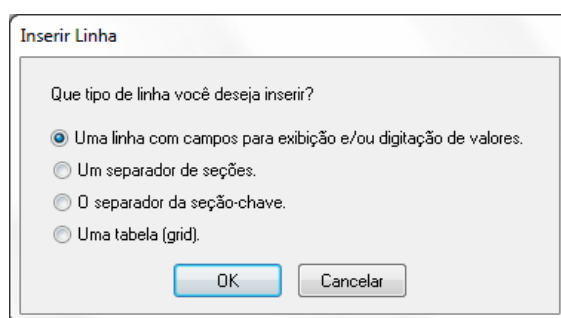 Inserir Linha
Que tipo de linha você deseja inserir?
Uma linha com campos para exibição e/ou digitação de valores.
Um separador de seções.
O separador da seção-chave.
Uma tabela (grid).
OK Cancelar